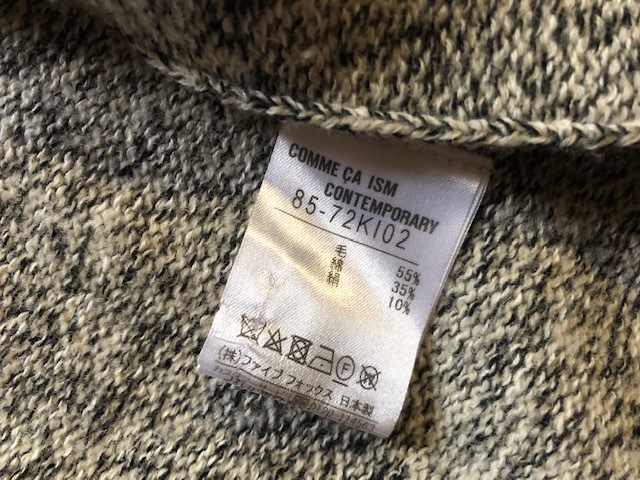 COMME ÇA ISM
CONTEMPORARY
85-72KI02
毛 55%
綿 35%
絹 10%
(株)ファイブ フォックス 日本製